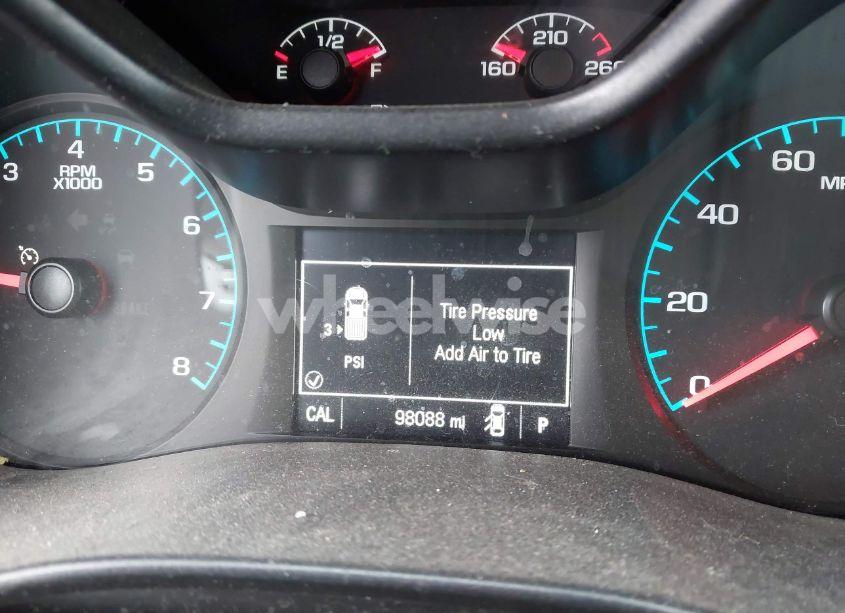 1/2
E F
210
160 260
3 4 5
RPM
X1000
6
7
8
60
40
20
0
wheelwise
Tire Pressure
Low
Add Air to Tire
3
PSI
CAL 98088 mi P